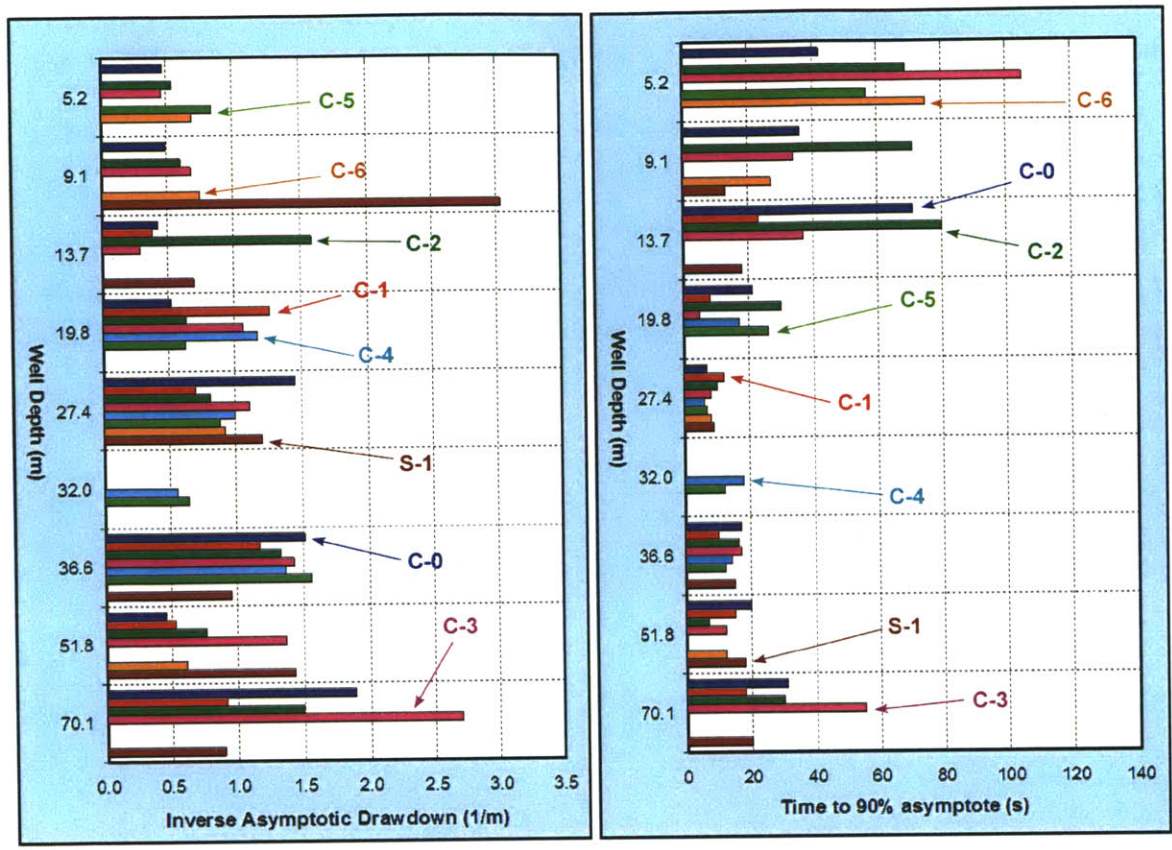 5.2
9.1
13.7
19.8
27.4
32.0
36.6
51.8
70.1
Well Depth (m)
C-5
C-6
C-2
C-1
C-4
S-1
C-0
C-3
0.0 0.5 1.0 1.5 2.0 2.5 3.0 3.5
Inverse Asymptotic Drawdown (1/m)
5.2
9.1
13.7
19.8
27.4
32.0
36.6
51.8
70.1
Well Depth (m)
C-6
C-0
C-2
C-5
C-1
C-4
S-1
C-3
0 20 40 60 80 100 120 140
Time to 90% asymptote (s)